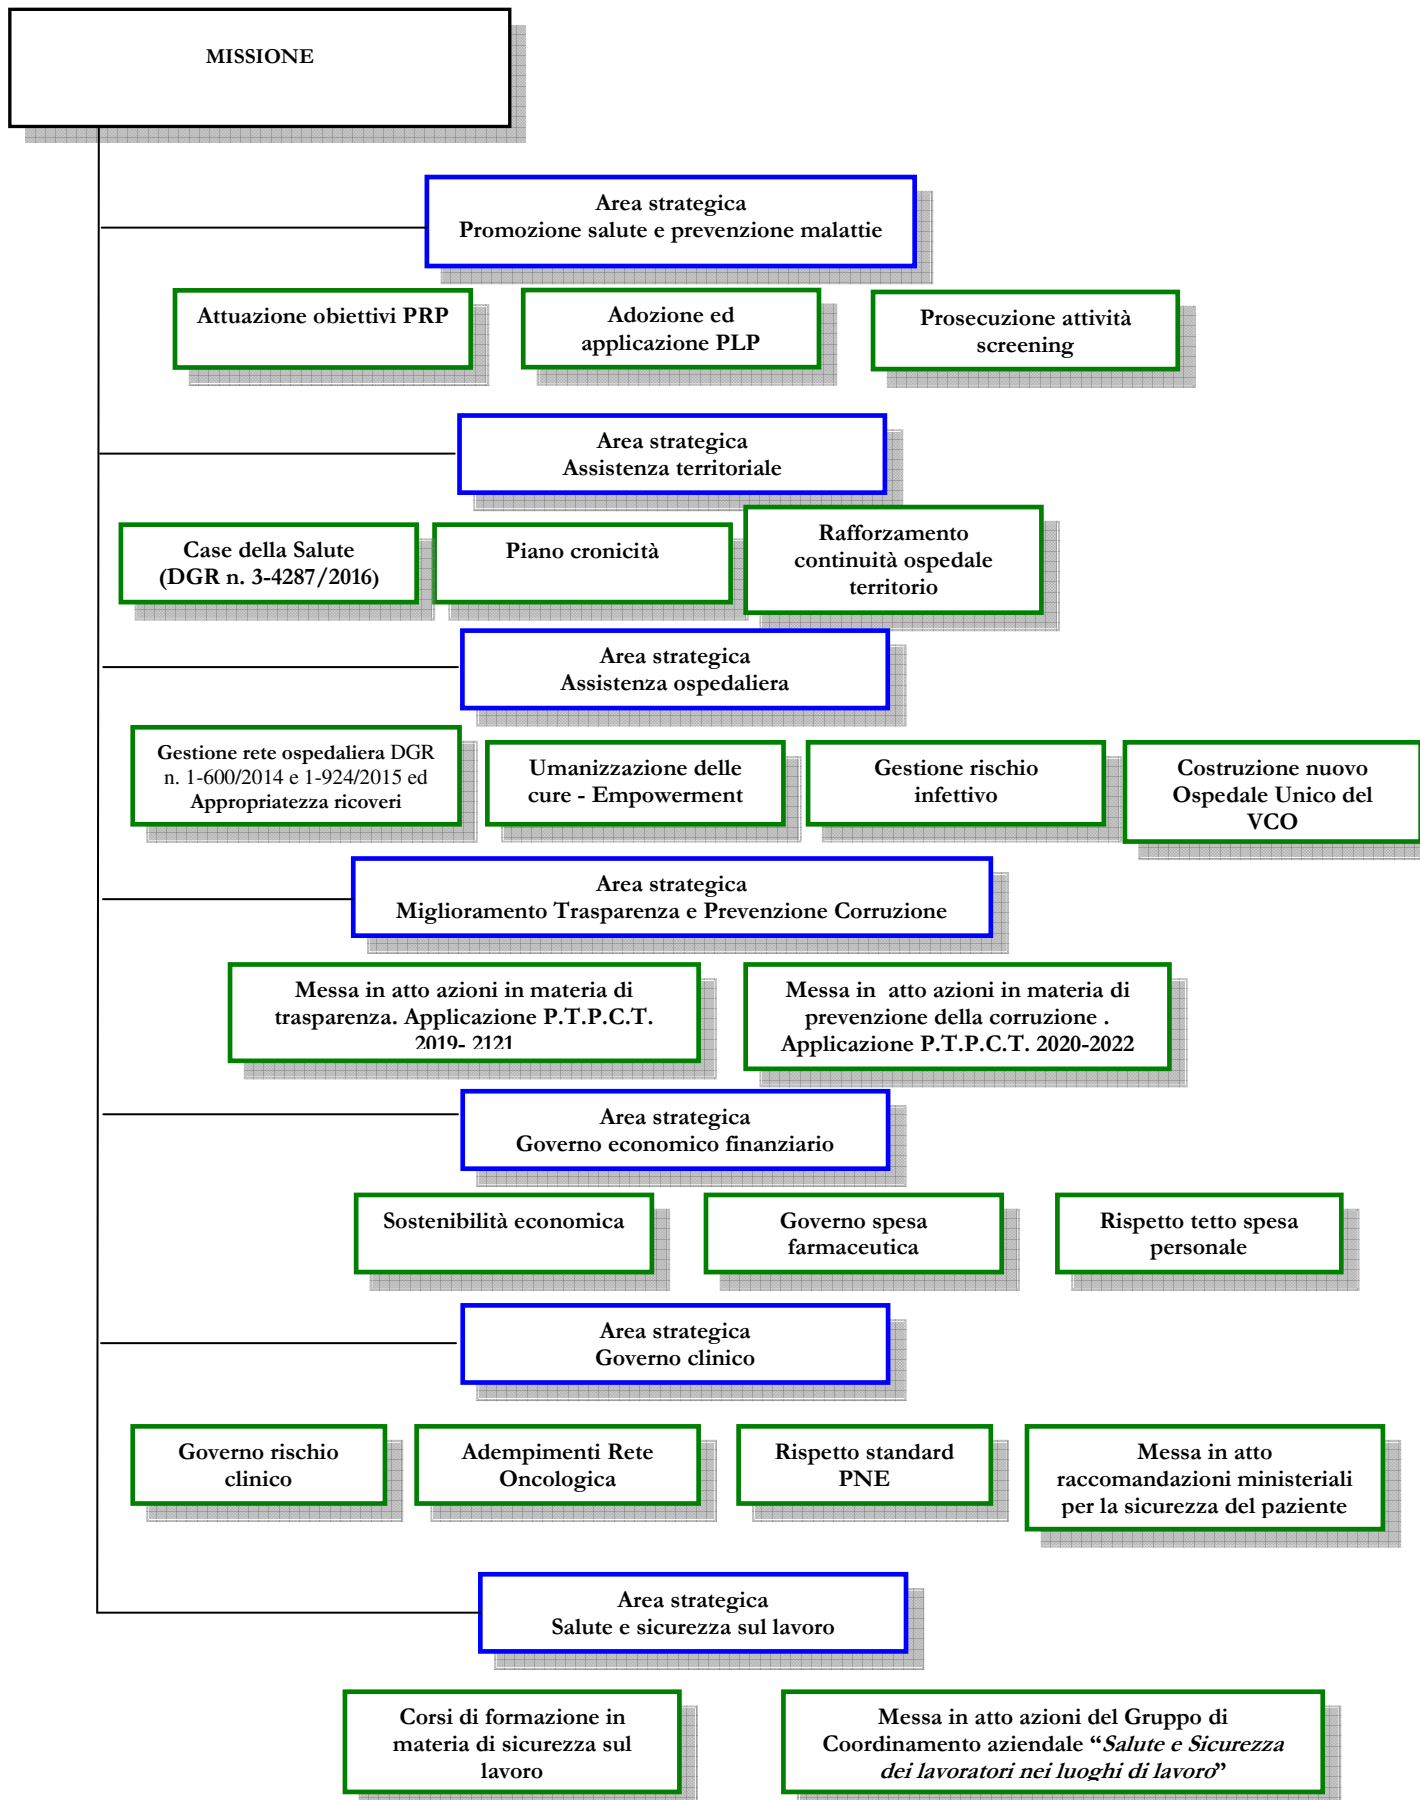 MISSIONE
Area strategica
Promozione salute e prevenzione malattie
Attuazione obiettivi PRP
Adozione ed
applicazione PLP
Prosecuzione attività
screening
Area strategica
Assistenza territoriale
Case della Salute
(DGR n. 3-4287/2016)
Piano cronicità
Rafforzamento
continuità ospedale
territorio
Area strategica
Assistenza ospedaliera
Gestione rete ospedaliera DGR
n. 1-600/2014 e 1-924/2015 ed
Appropriatezza ricoveri
Umanizzazione delle
cure - Empowerment
Gestione rischio
infettivo
Costruzione nuovo
Ospedale Unico del
VCO
Area strategica
Miglioramento Trasparenza e Prevenzione Corruzione
Messa in atto azioni in materia di
trasparenza. Applicazione P.T.P.C.T.
2019- 2121
Messa in  atto azioni in materia di
prevenzione della corruzione .
Applicazione P.T.P.C.T. 2020-2022
Area strategica
Governo economico finanziario
Sostenibilità economica
Governo spesa
farmaceutica
Rispetto tetto spesa
personale
Area strategica
Governo clinico
Governo rischio
clinico
Adempimenti Rete
Oncologica
Rispetto standard
PNE
Messa in atto
raccomandazioni ministeriali
per la sicurezza del paziente
Area strategica
Salute e sicurezza sul lavoro
Corsi di formazione in
materia di sicurezza sul
lavoro
Messa in atto azioni del Gruppo di
Coordinamento aziendale “Salute e Sicurezza
dei lavoratori nei luoghi di lavoro”